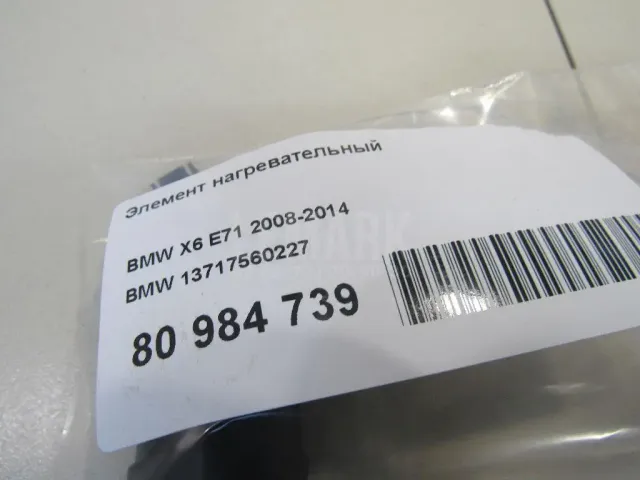 Элемент нагревательный
BMW X6 E71 2008-2014
BMW 13717560227
80 984 739